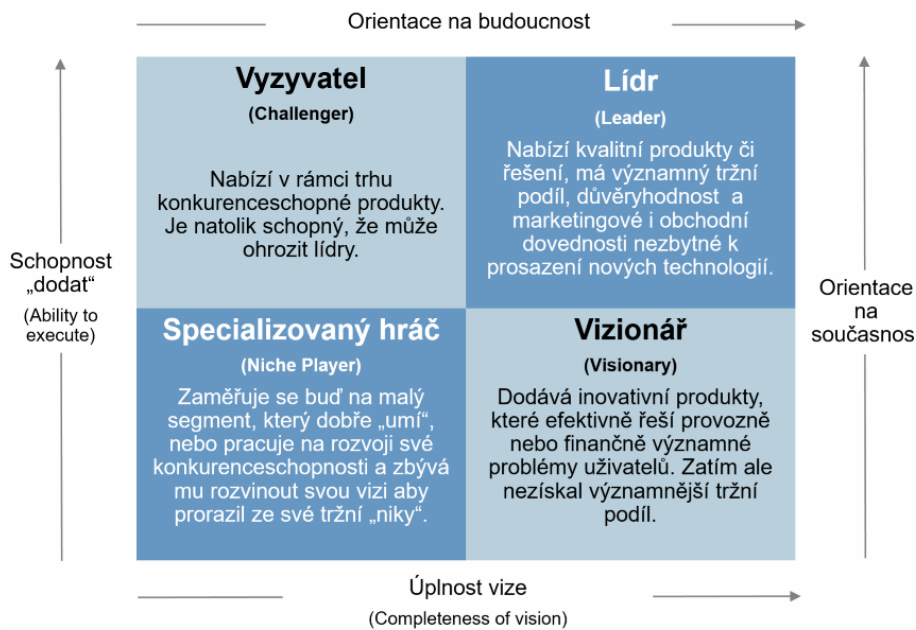 Orientace na budoucnost
Vyzyvatel
(Challenger)
Nabízí v rámci trhu
konkurenceschopné produkty.
Je natolik schopný, že může
ohrozit lídry.
Lídr
(Leader)
Nabízí kvalitní produkty či
řešení, má významný tržní
podíl, důvěryhodnost a
marketingové i obchodní
dovednosti nezbytné k
prosazení nových technologií.
Schopnost
„dodat“
(Ability to
execute)
Orientace
na
současnos
Specializovaný hráč
(Niche Player)
Zaměřuje se buď na malý
segment, který dobře „umí“,
nebo pracuje na rozvoji své
konkurenceschopnosti a zbývá
mu rozvinout svou vizi aby
prorazil ze své tržní „niky“.
Vizionář
(Visionary)
Dodává inovativní produkty,
které efektivně řeší provozně
nebo finančně významné
problémy uživatelů. Zatím ale
nezískal významnější tržní
podíl.
Úplnost vize
(Completeness of vision)